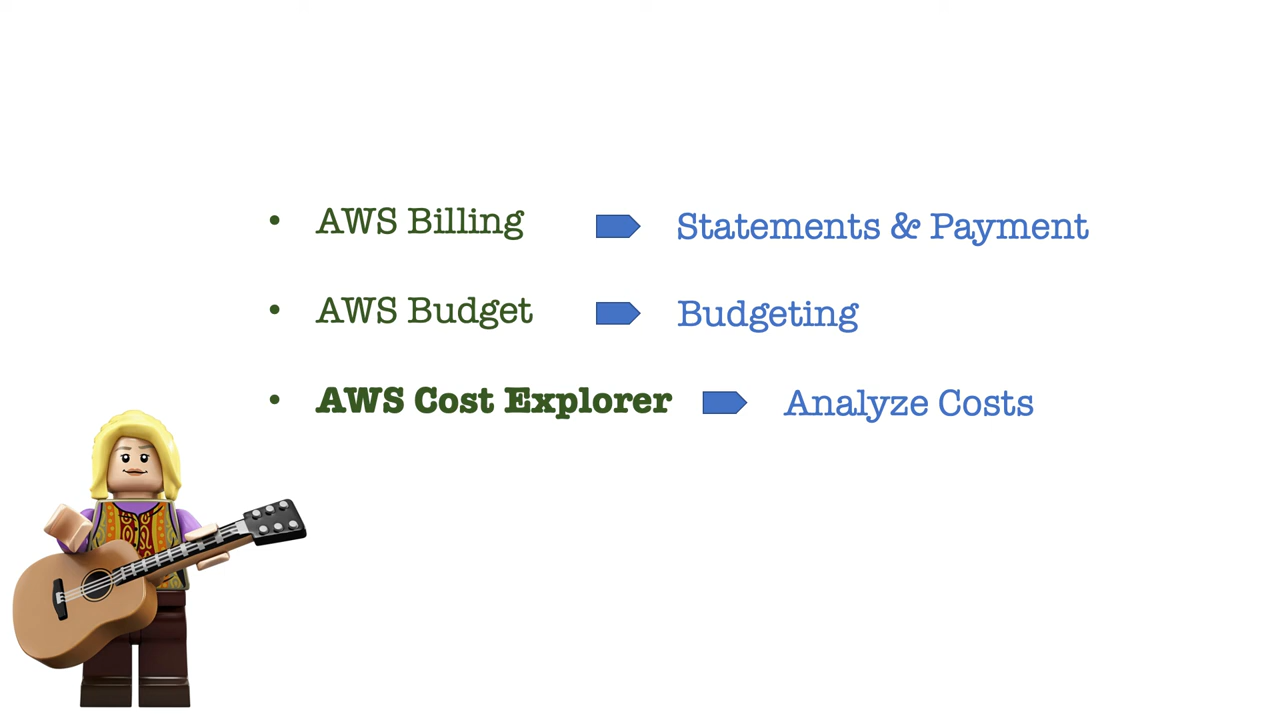 • AWS Billing Statements & Payment
• AWS Budget Budgeting
• AWS Cost Explorer Analyze Costs